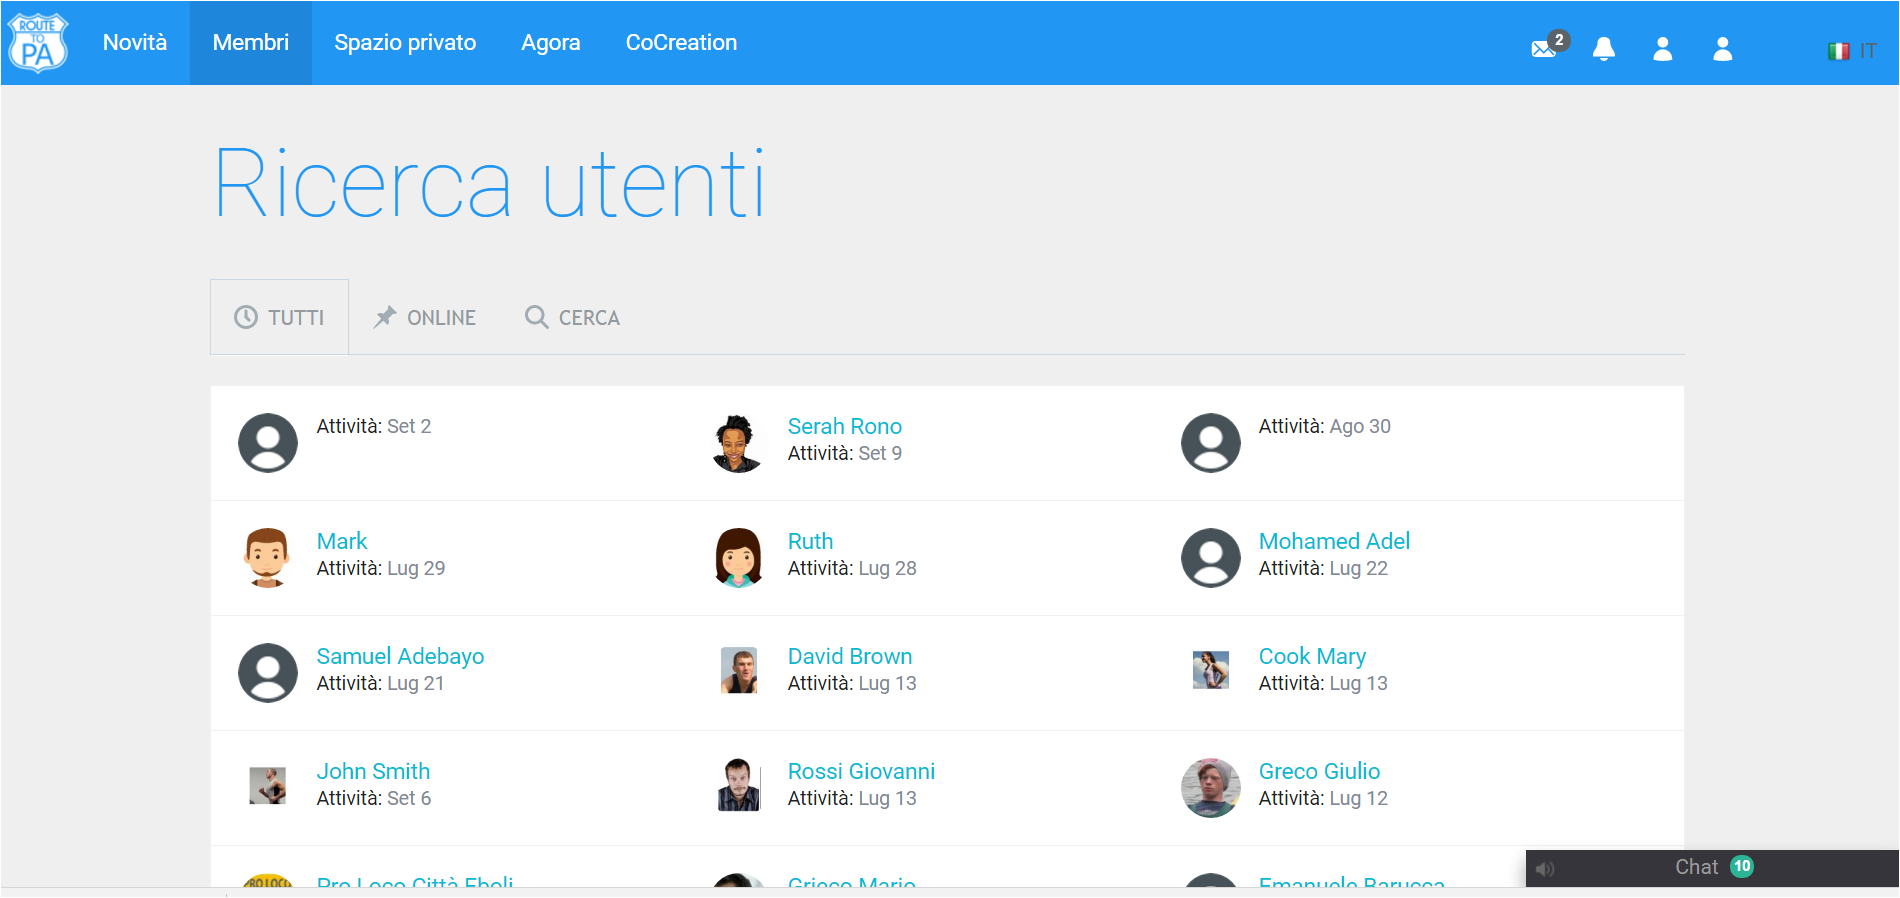 ROUTE
TO
PA
Novità
Membri
Spazio privato
Agora
CoCreation
2
IT
Ricerca utenti
TUTTI
ONLINE
CERCA
Attività: Set 2
Serah Rono
Attività: Set 9
Attività: Ago 30
Mark
Attività: Lug 29
Ruth
Attività: Lug 28
Mohamed Adel
Attività: Lug 22
Samuel Adebayo
Attività: Lug 21
David Brown
Attività: Lug 13
Cook Mary
Attività: Lug 13
John Smith
Attività: Set 6
Rossi Giovanni
Attività: Lug 13
Greco Giulio
Attività: Lug 12
Pro Loco Città Eboli
Grieco Mario
Emanuele Barucca
Chat 10